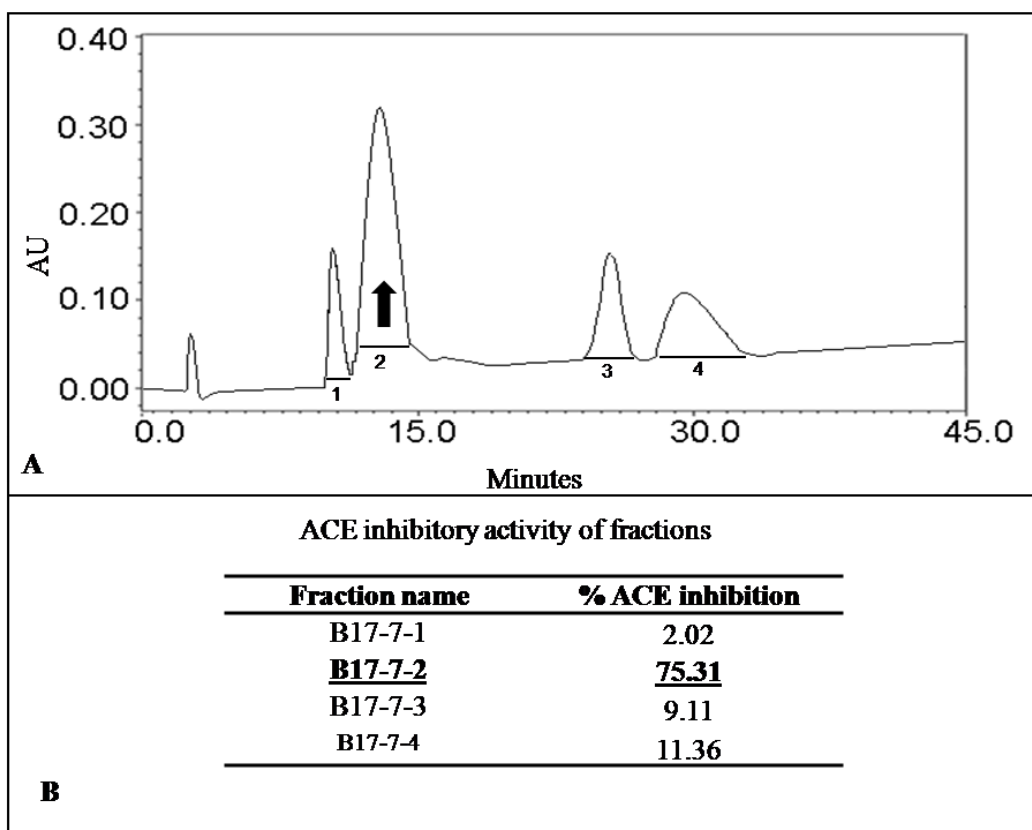 0.40
0.30
0.20
0.10
0.00
AU
1
2
3
4
0.0 15.0 30.0 45.0
A
Minutes
ACE inhibitory activity of fractions
Fraction name % ACE inhibition
B17-7-1 2.02
B17-7-2 75.31
B17-7-3 9.11
B17-7-4 11.36
B